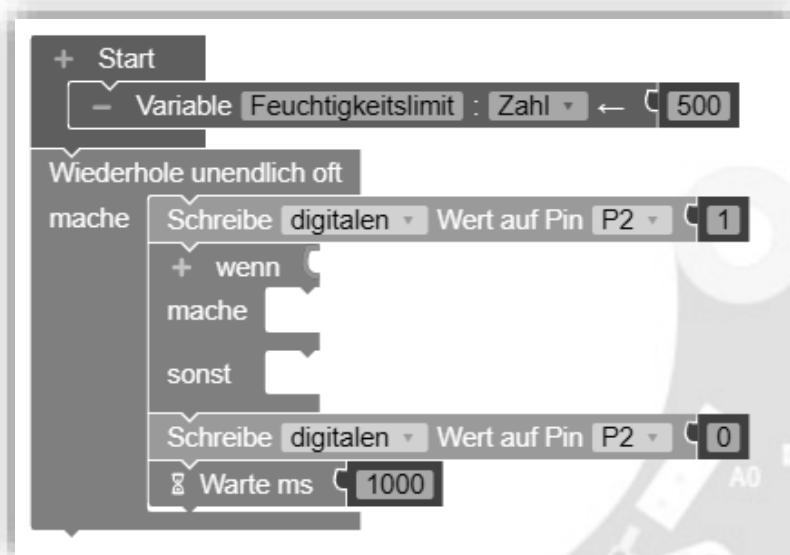 + Start
– Variable Feuchtigkeitslimit : Zahl ← 500
Wiederhole unendlich oft
mache Schreibe digitalen Wert auf Pin P2 1
+ wenn
mache
sonst
Schreibe digitalen Wert auf Pin P2 0
Warte ms 1000
A0